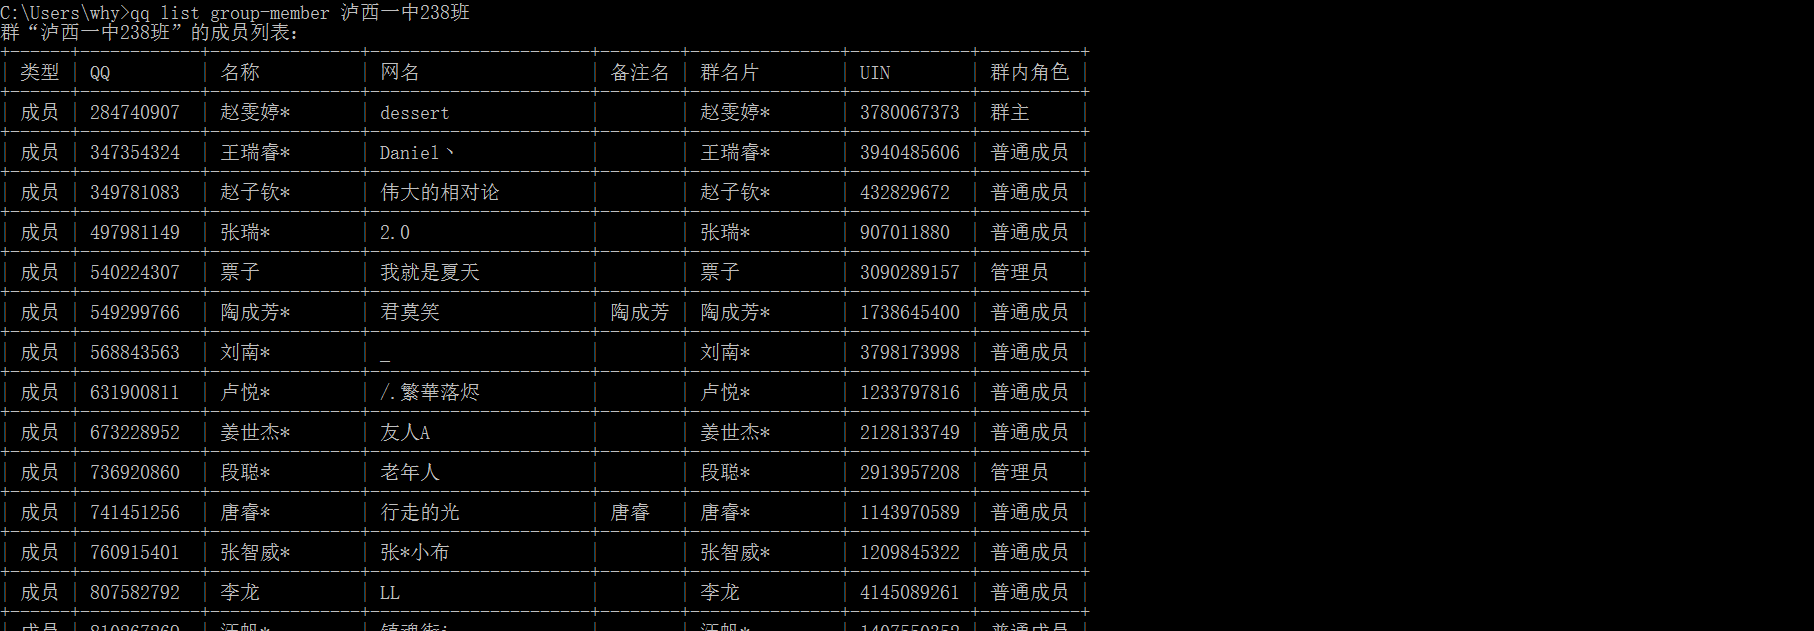 C:\Users\why>qq list group-member 泸西一中238班
群“泸西一中238班”的成员列表:
类型 QQ 名称 网名 备注名 群名片 UIN 群内角色
成员 284740907 赵雯婷* dessert 赵雯婷* 3780067373 群主
成员 347354324 王瑞睿* Daniel丶 王瑞睿* 3940485606 普通成员
成员 349781083 赵子钦* 伟大的相对论 赵子钦* 432829672 普通成员
成员 497981149 张瑞* 2.0 张瑞* 907011880 普通成员
成员 540224307 票子 我就是夏天 票子 3090289157 管理员
成员 549299766 陶成芳* 君莫笑 陶成芳 陶成芳* 1738645400 普通成员
成员 568843563 刘南* _ 刘南* 3798173998 普通成员
成员 631900811 卢悦* /.繁華落烬 卢悦* 1233797816 普通成员
成员 673228952 姜世杰* 友人A 姜世杰* 2128133749 普通成员
成员 736920860 段聪* 老年人 段聪* 2913957208 管理员
成员 741451256 唐睿* 行走的光 唐睿 唐睿* 1143970589 普通成员
成员 760915401 张智威* 张*小布 张智威* 1209845322 普通成员
成员 807582792 李龙 LL 李龙 4145089261 普通成员
成员 普通成员